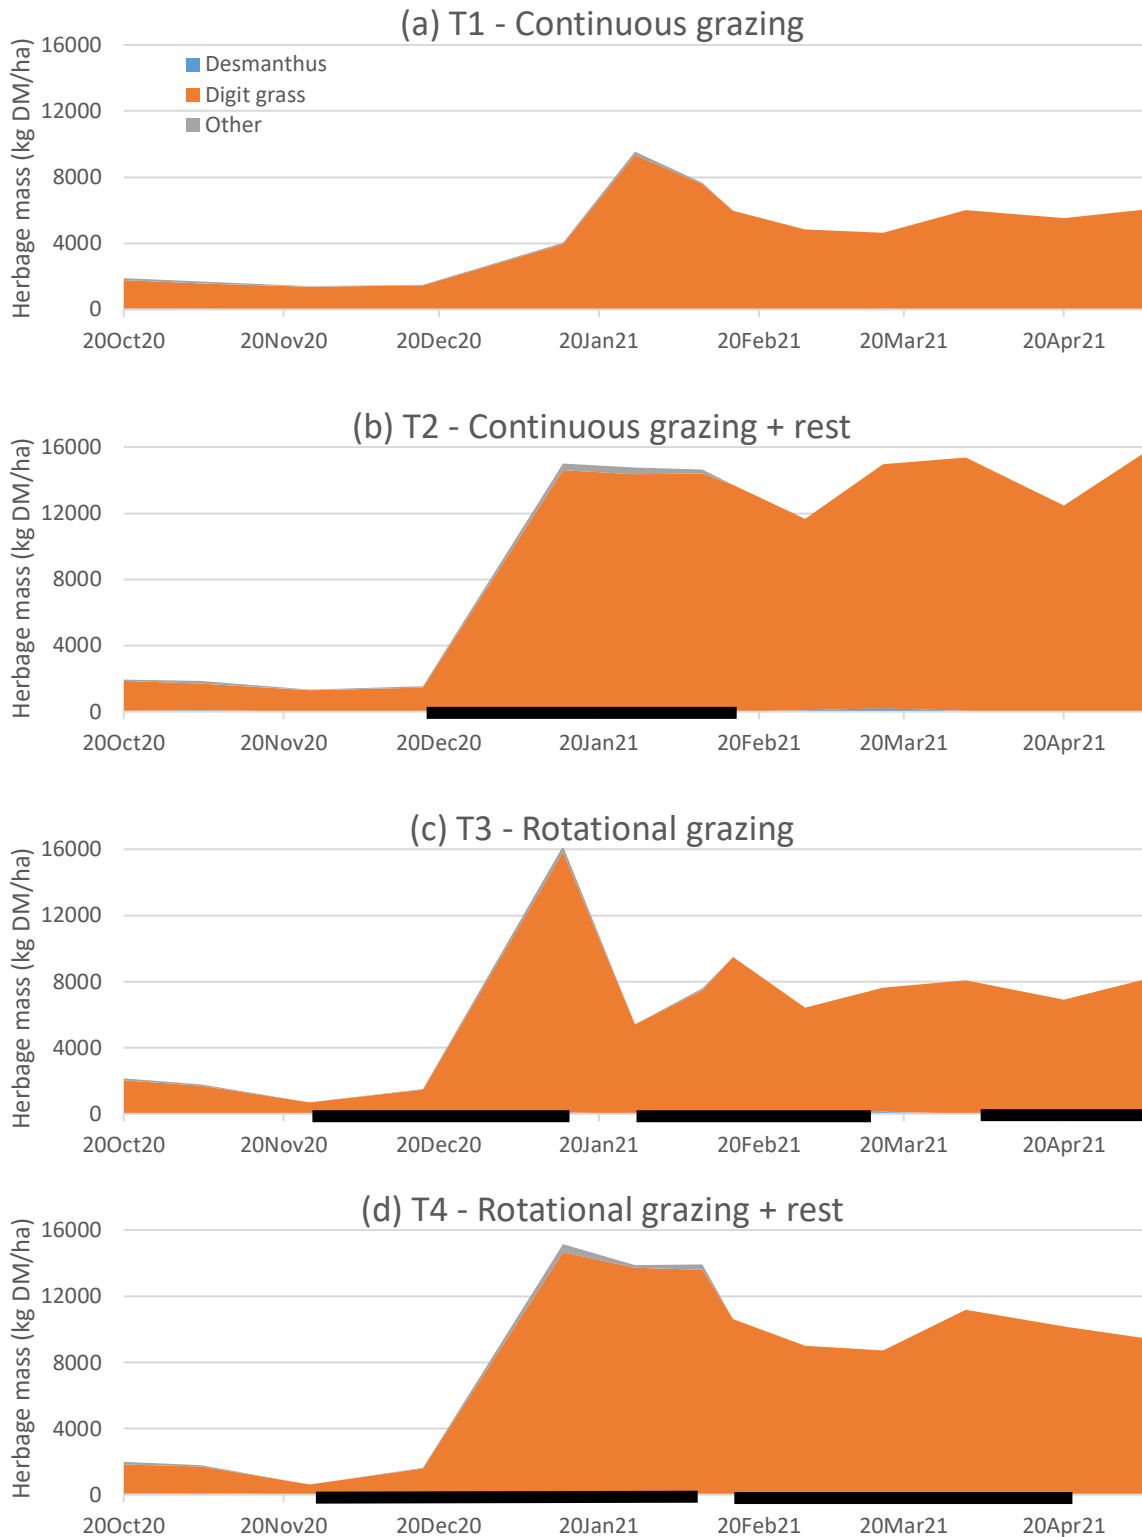 (a) T1 - Continuous grazing
Herbage mass (kg DM/ha)
16000
12000
8000
4000
0
Desmanthus
Digit grass
Other
20Oct20 20Nov20 20Dec20 20Jan21 20Feb21 20Mar21 20Apr21
(b) T2 - Continuous grazing + rest
Herbage mass (kg DM/ha)
16000
12000
8000
4000
0
20Oct20 20Nov20 20Dec20 20Jan21 20Feb21 20Mar21 20Apr21
(c) T3 - Rotational grazing
Herbage mass (kg DM/ha)
16000
12000
8000
4000
0
20Oct20 20Nov20 20Dec20 20Jan21 20Feb21 20Mar21 20Apr21
(d) T4 - Rotational grazing + rest
Herbage mass (kg DM/ha)
16000
12000
8000
4000
0
20Oct20 20Nov20 20Dec20 20Jan21 20Feb21 20Mar21 20Apr21